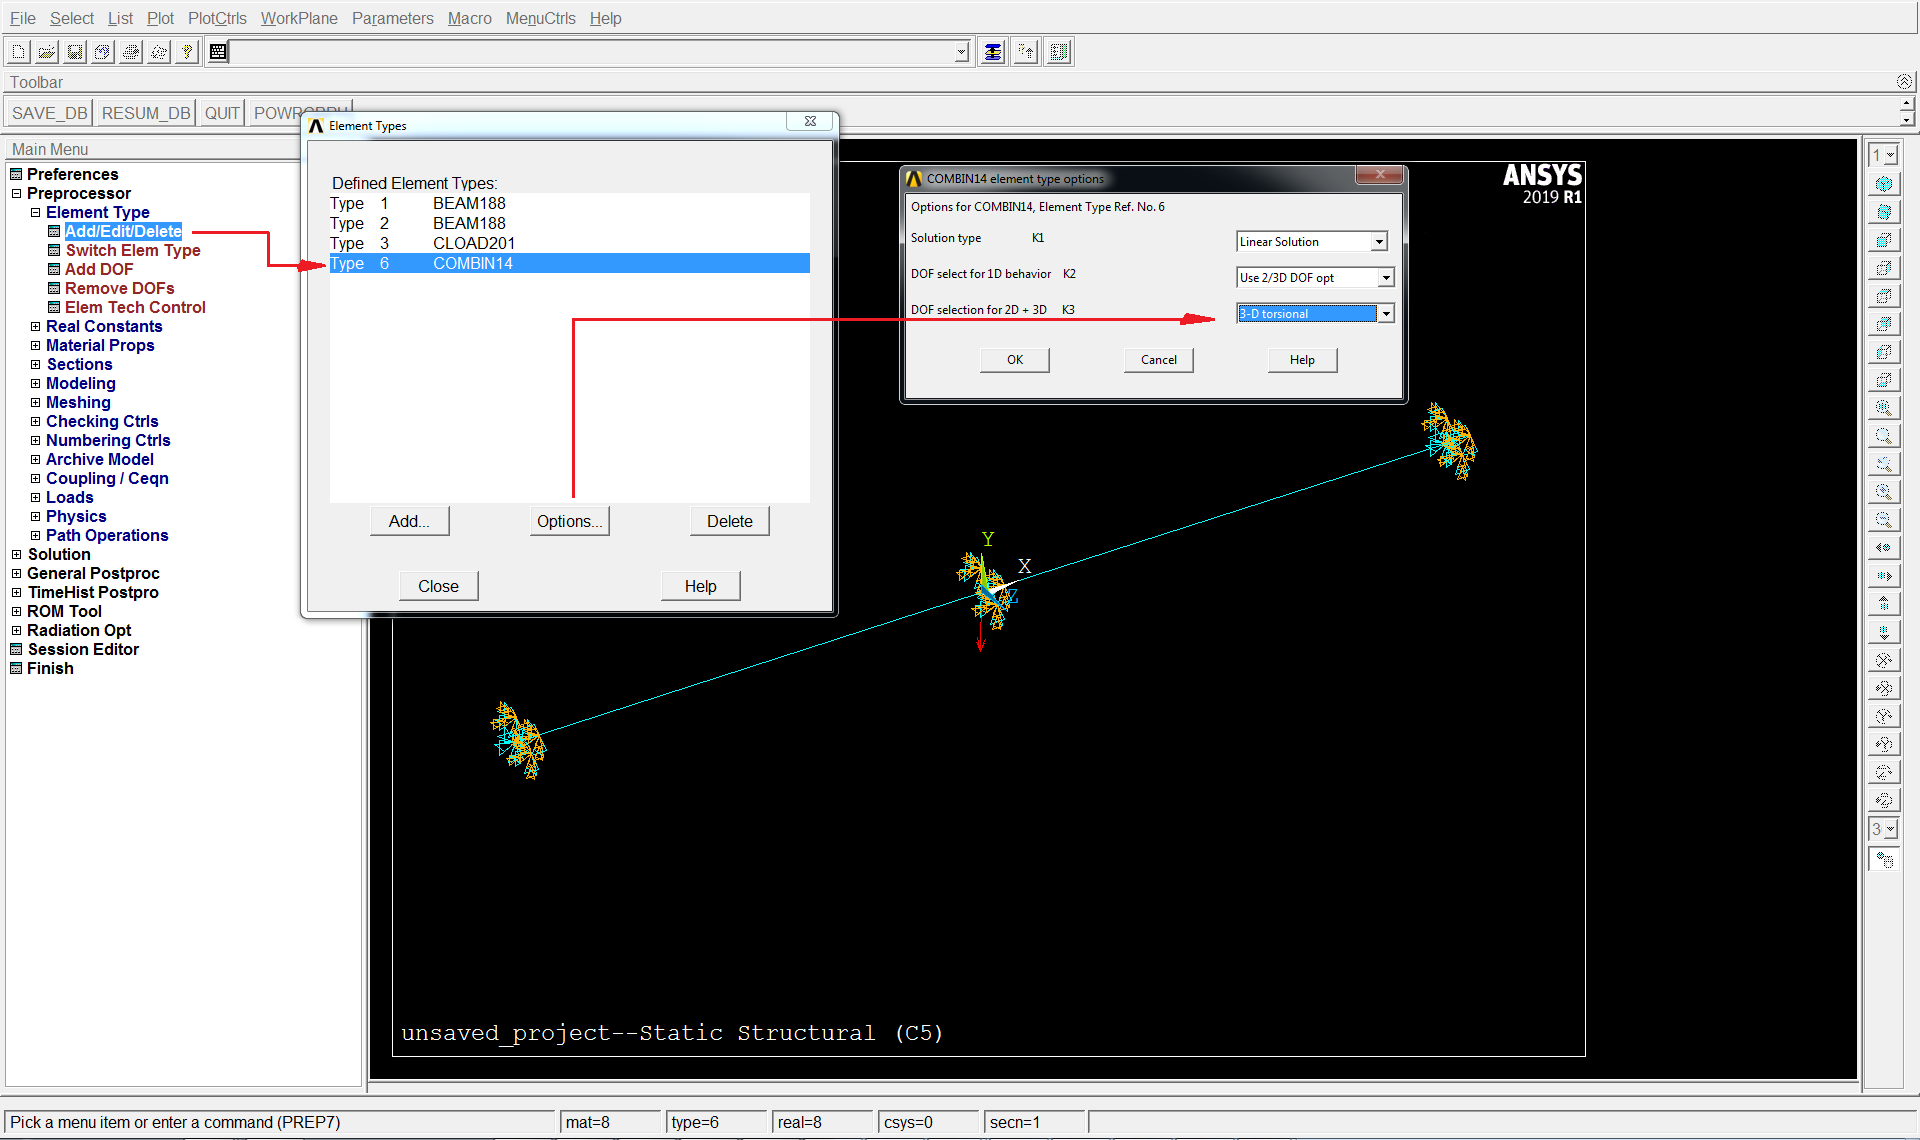 File Select List Plot PlotCtrls WorkPlane Parameters Macro MenuCtrls Help
Toolbar
SAVE_DB RESUM_DB QUIT POWRGRPH
Main Menu
Preferences
Preprocessor
Element Type
Add/Edit/Delete
Switch Elem Type
Add DOF
Remove DOFs
Elem Tech Control
Real Constants
Material Props
Sections
Modeling
Meshing
Checking Ctrls
Numbering Ctrls
Archive Model
Coupling / Ceqn
Loads
Physics
Path Operations
Solution
General Postproc
TimeHist Postpro
ROM Tool
Radiation Opt
Session Editor
Finish
Element Types
Defined Element Types:
Type 1 BEAM188
Type 2 BEAM188
Type 3 CLOAD201
Type 6 COMBIN14
Add... Options... Delete
Close Help
COMBIN14 element type options
Options for COMBIN14, Element Type Ref. No. 6
Solution type K1 Linear Solution
DOF select for 1D behavior K2 Use 2/3D DOF opt
DOF selection for 2D + 3D K3 3-D torsional
OK Cancel Help
ANSYS
2019 R1
Y
X
Z
unsaved_project--Static Structural (C5)
1
3
Pick a menu item or enter a command (PREP7) mat=8 type=6 real=8 csys=0 secn=1